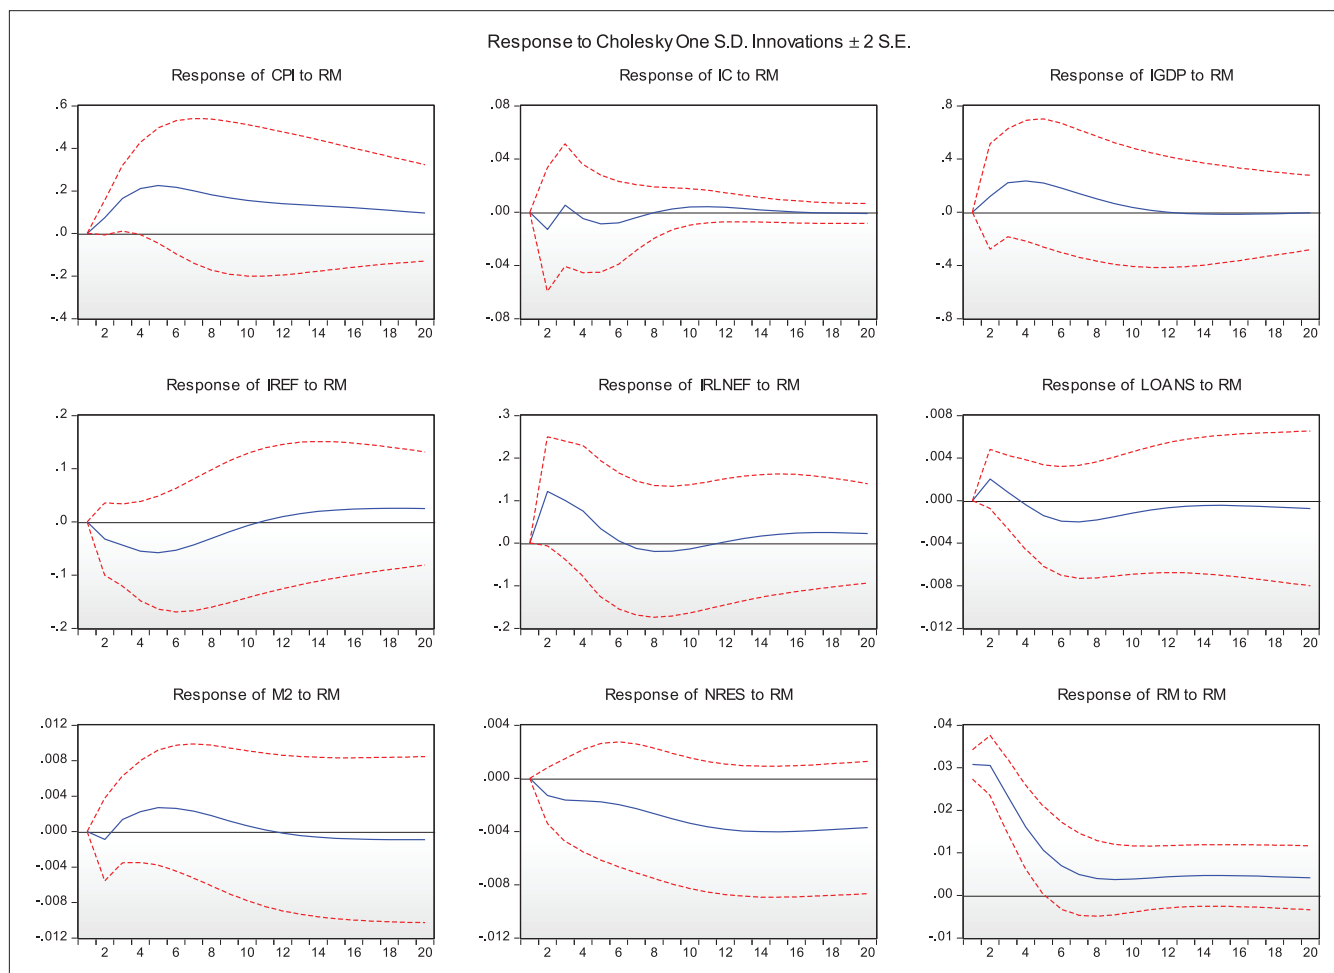 Response to Cholesky One S.D. Innovations ± 2 S.E.
Response of CPI to RM
.6
.4
.2
.0
-.2
-.4
2 4 6 8 10 12 14 16 18 20
Response of IC to RM
.08
.04
.00
-.04
-.08
2 4 6 8 10 12 14 16 18 20
Response of IGDP to RM
.8
.4
.0
-.4
-.8
2 4 6 8 10 12 14 16 18 20
Response of IREF to RM
.2
.1
.0
-.1
-.2
2 4 6 8 10 12 14 16 18 20
Response of IRLNEF to RM
.3
.2
.1
.0
-.1
-.2
2 4 6 8 10 12 14 16 18 20
Response of LOANS to RM
.008
.004
.000
-.004
-.008
-.012
2 4 6 8 10 12 14 16 18 20
Response of M2 to RM
.012
.008
.004
.000
-.004
-.008
-.012
2 4 6 8 10 12 14 16 18 20
Response of NRES to RM
.004
.000
-.004
-.008
-.012
2 4 6 8 10 12 14 16 18 20
Response of RM to RM
.04
.03
.02
.01
.00
-.01
2 4 6 8 10 12 14 16 18 20